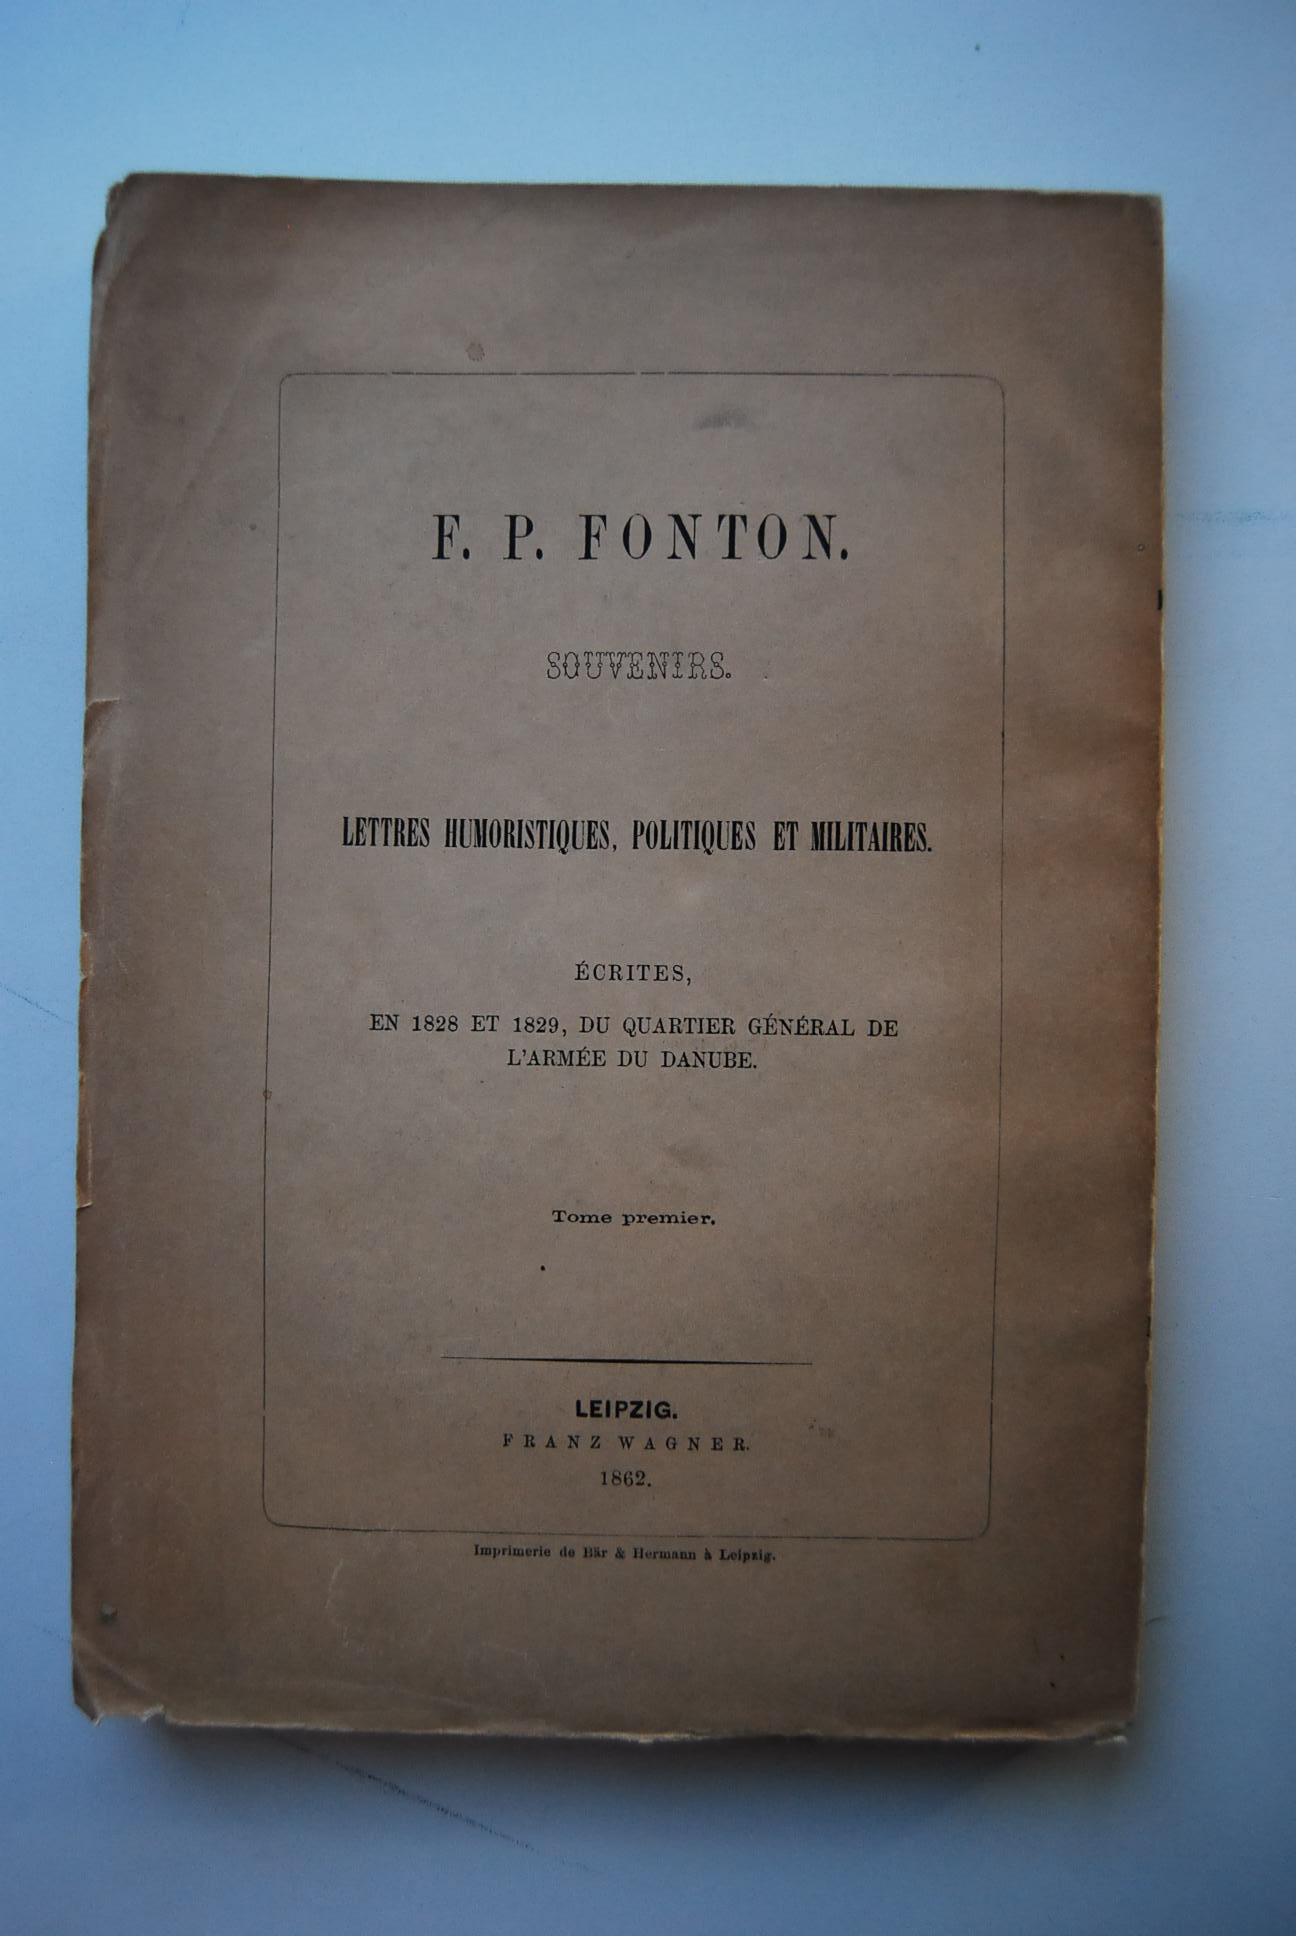 F. P. FONTON.
SOUVENIRS.
LETTRES HUMORISTIQUES, POLITIQUES ET MILITAIRES.
ÉCRITES,
EN 1828 ET 1829, DU QUARTIER GÉNÉRAL DE
L'ARMÉE DU DANUBE.
Tome premier.
LEIPZIG.
FRANZ WAGNER.
1862.
Imprimerie de Bär & Hermann à Leipzig.